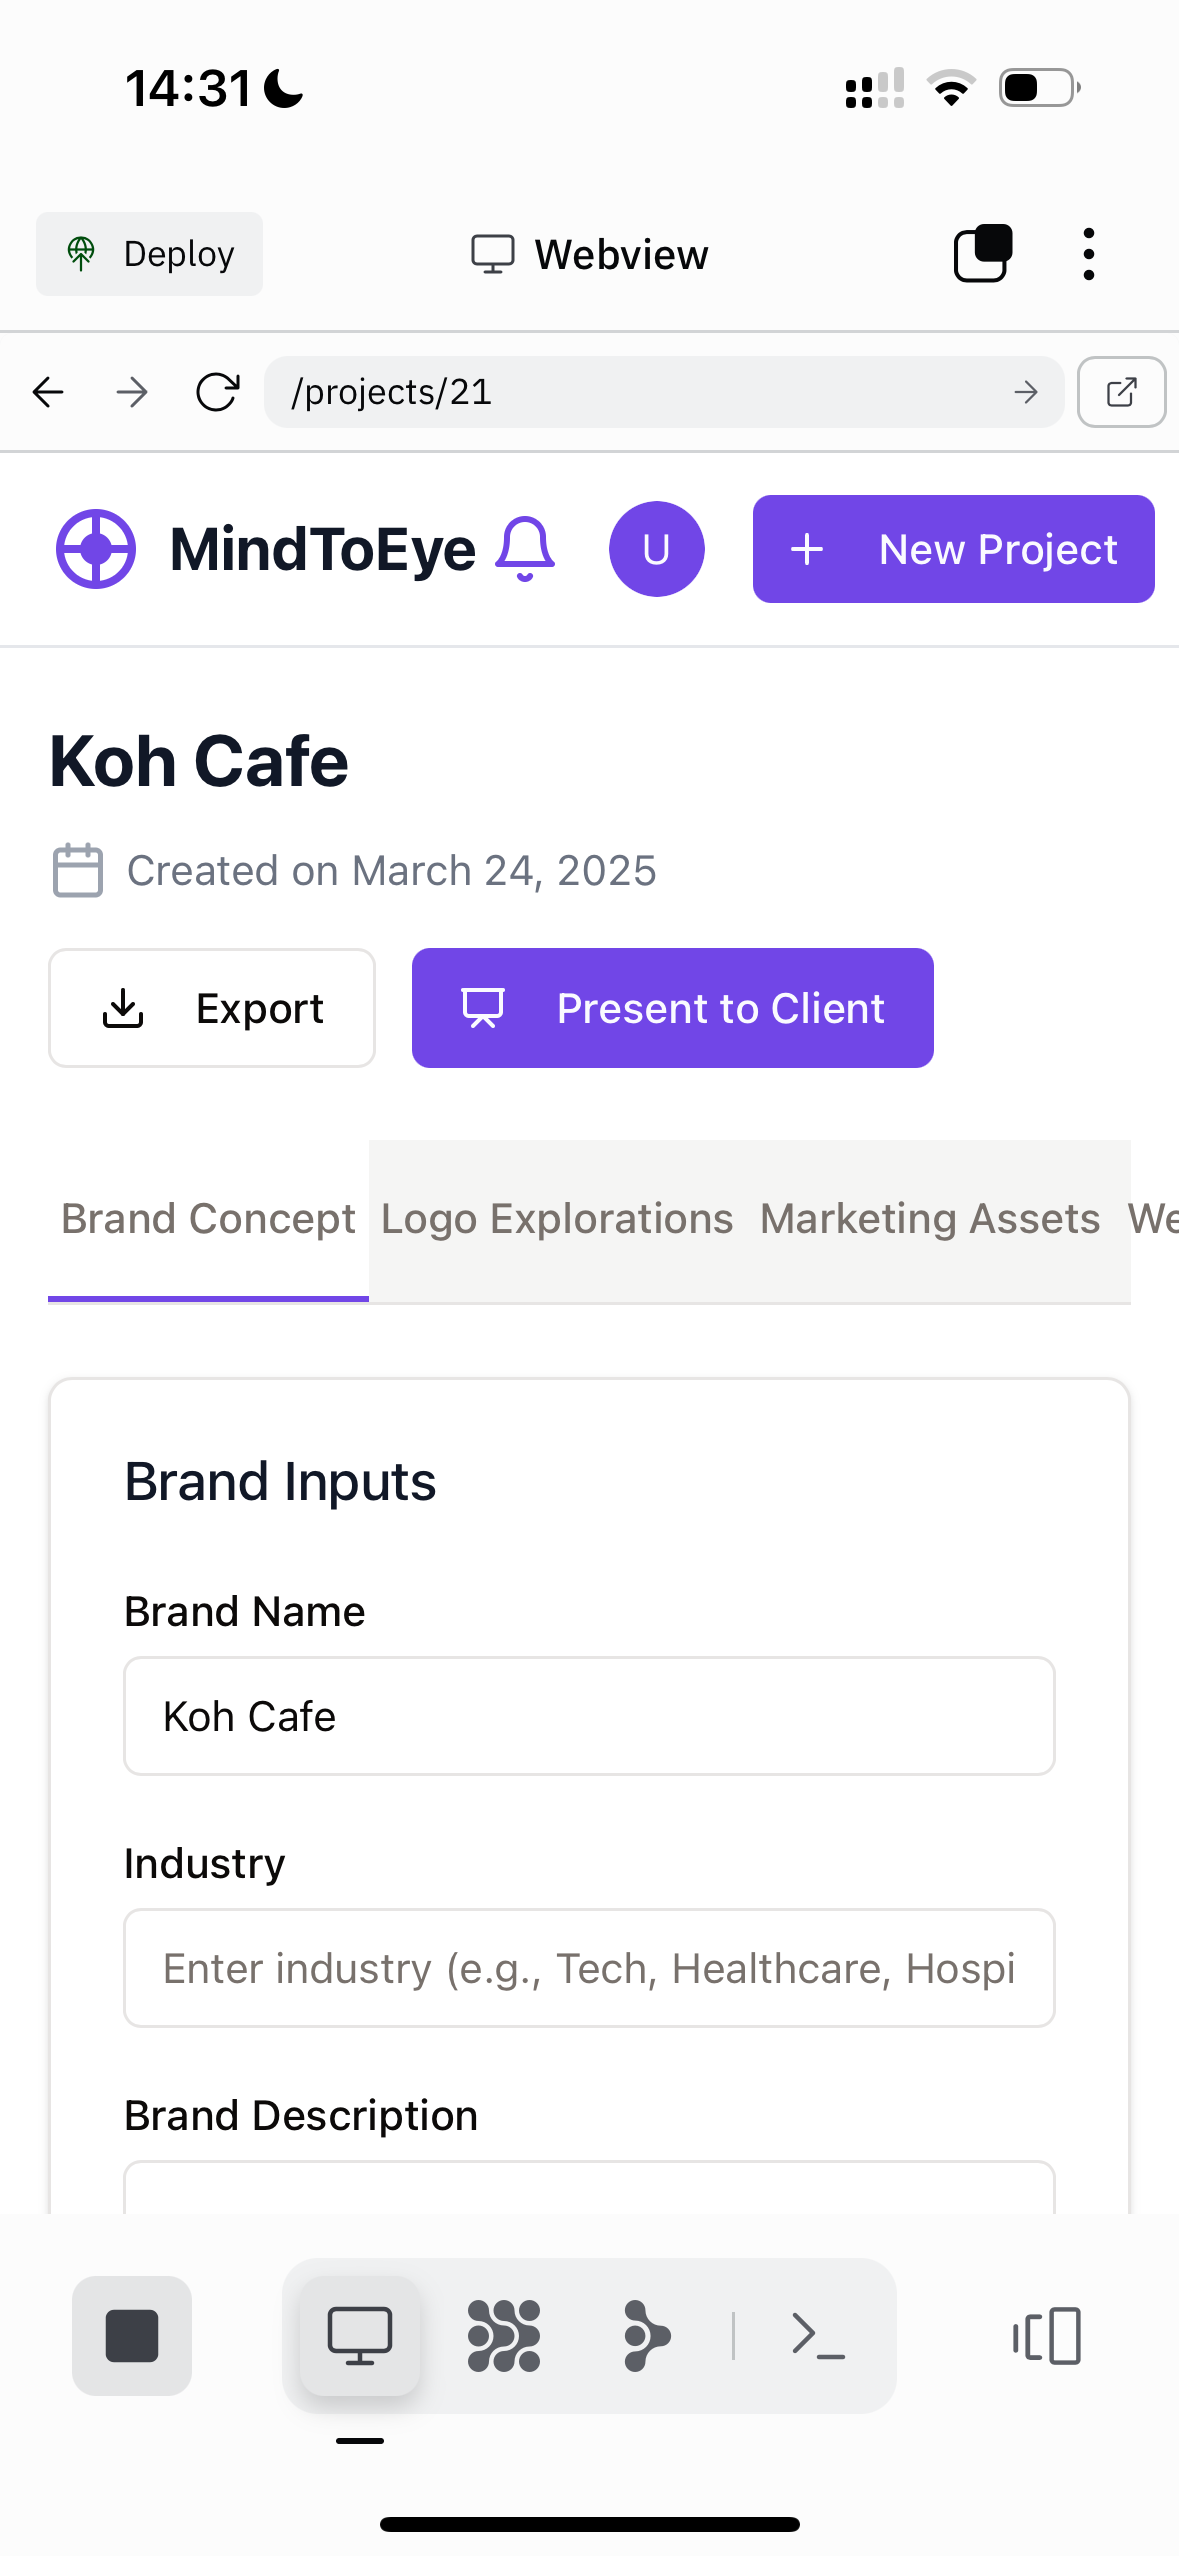 14:31
Deploy
Webview
/projects/21
MindToEye
U
New Project
Koh Cafe
Created on March 24, 2025
Export
Present to Client
Brand Concept Logo Explorations Marketing Assets We
Brand Inputs
Brand Name
Koh Cafe
Industry
Enter industry (e.g., Tech, Healthcare, Hospi
Brand Description